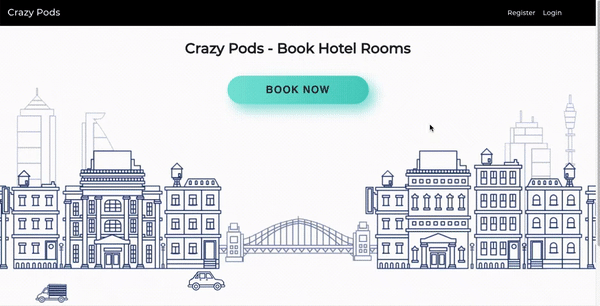 Crazy Pods
Register Login
Crazy Pods - Book Hotel Rooms
BOOK NOW